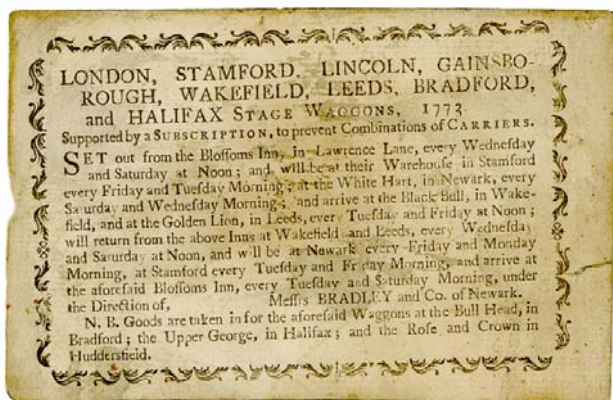 LONDON, STAMFORD. LINCOLN, GAINSBO-
ROUGH, WAKEFIELD, LEEDS, BRADFORD,
and HALIFAX STAGE WAGGONS, 1773
Supported by a SUBSCRIPTION, to prevent Combinations of CARRIERS.
SET out from the Bloſſoms Inn, in Lawrence Lane, every Wedneſday
and Saturday at Noon; and will be at their Warehouſe in Stamford
every Friday and Tueſday Morning; at the White Hart, in Newark, every
Saturday and Wedneſday Morning; and arrive at the Black Bull, in Wake-
field, and at the Golden Lion, in Leeds, every Tueſday and Friday at Noon;
will return from the above Inns at Wakefield and Leeds, every Wedneſday
and Saturday at Noon, and will be at Newark every Friday and Monday
Morning, at Stamford every Tueſday and Friday Morning, and arrive at
the aforeſaid Bloſſoms Inn, every Tueſday and Saturday Morning, under
the Direction of, Meſſrs BRADLEY and Co. of Newark.
N. B. Goods are taken in for the aforeſaid Waggons at the Bull Head, in
Bradford; the Upper George, in Halifax; and the Roſe and Crown in
Huddersfield.